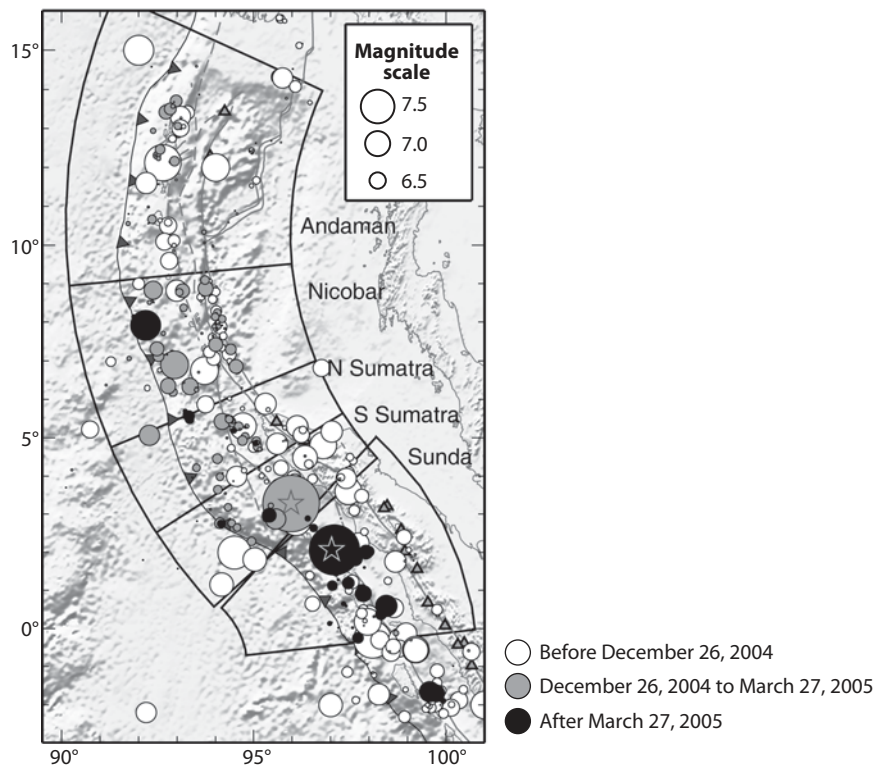 15°
10°
5°
0°
90°
95°
100°
Magnitude
scale
7.5
7.0
6.5
Andaman
Nicobar
N Sumatra
S Sumatra
Sunda
Before December 26, 2004
December 26, 2004 to March 27, 2005
After March 27, 2005